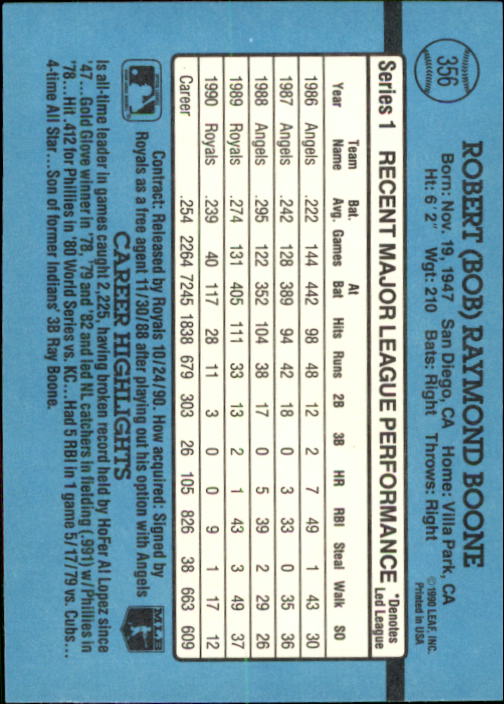 356
ROBERT (BOB) RAYMOND BOONE
Born: Nov. 19, 1947 San Diego, CA Home: Villa Park, CA
Ht: 6' 2" Wgt: 210 Bats: Right Throws: Right
©1990 LEAF, INC.
Printed in USA
Series 1 RECENT MAJOR LEAGUE PERFORMANCE *Denotes Led League
Year Team Name Bat. Avg. Games At Bat Hits Runs 2B 3B HR RBI Steal Walk SO
1986 Angels .222 144 442 98 48 12 2 7 49 1 43 30
1987 Angels .242 128 389 94 42 18 0 3 33 0 35 36
1988 Angels .295 122 352 104 38 17 0 5 39 2 29 26
1989 Royals .274 131 405 111 33 13 2 1 43 3 49 37
1990 Royals .239 40 117 28 11 3 0 0 9 1 17 12
Career .254 2264 7245 1838 679 303 26 105 826 38 663 609
Contract: Released by Royals 10/24/90. How acquired: Signed by
Royals as a free agent 11/30/88 after playing out his option with Angels
MLB
CAREER HIGHLIGHTS
Is all-time leader in games caught 2,225, having broken record held by HoFer Al Lopez since
'47...Gold Glove winner in '78, '79 and '82 and led NL catchers in fielding (.991) w/Phillies in
'78...Hit .412 for Phillies in '80 World Series vs. KC...Had 5 RBI in 1 game 5/17/79 vs. Cubs...
4-time All Star...Son of former Indians' 3B Ray Boone.